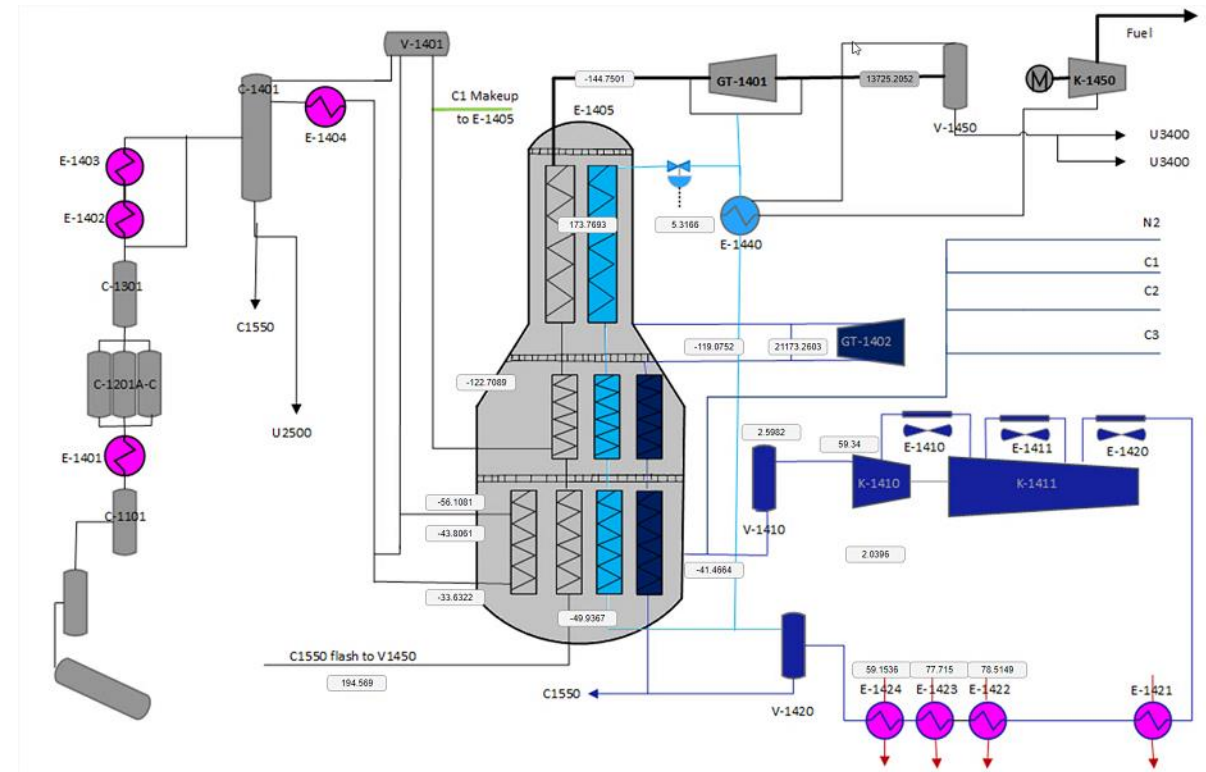 V-1401
Fuel
C-1401
-144.7501
GT-1401
13725.2052
M
K-1450
C1 Makeup
to E-1405
E-1405
E-1404
V-1450
U3400
U3400
E-1403
E-1402
173.7693
5.3166
E-1440
N2
C1
C2
C3
C-1301
C1550
-119.0752
21173.2603
GT-1402
C-1201A-C
-122.7089
U2500
2.5982
59.34
E-1410
E-1411
E-1420
E-1401
K-1410
K-1411
-56.1081
C-1101
V-1410
-43.8061
2.0396
-41.4664
-33.6322
-49.9367
C1550 flash to V1450
194.569
59.1536
77.715
78.5149
C1550
E-1424
E-1423
E-1422
E-1421
V-1420